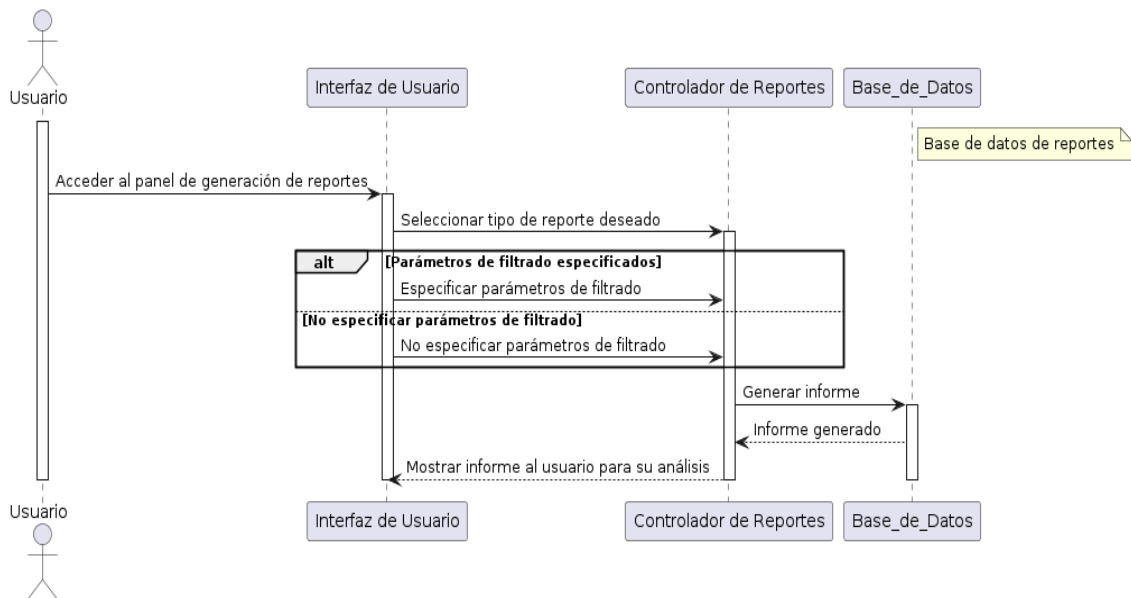 Usuario
Interfaz de Usuario
Controlador de Reportes
Base_de_Datos
Base de datos de reportes
Acceder al panel de generación de reportes
Seleccionar tipo de reporte deseado
alt
[Parámetros de filtrado especificados]
Especificar parámetros de filtrado
[No especificar parámetros de filtrado]
No especificar parámetros de filtrado
Generar informe
Informe generado
Mostrar informe al usuario para su análisis
Usuario
Interfaz de Usuario
Controlador de Reportes
Base_de_Datos